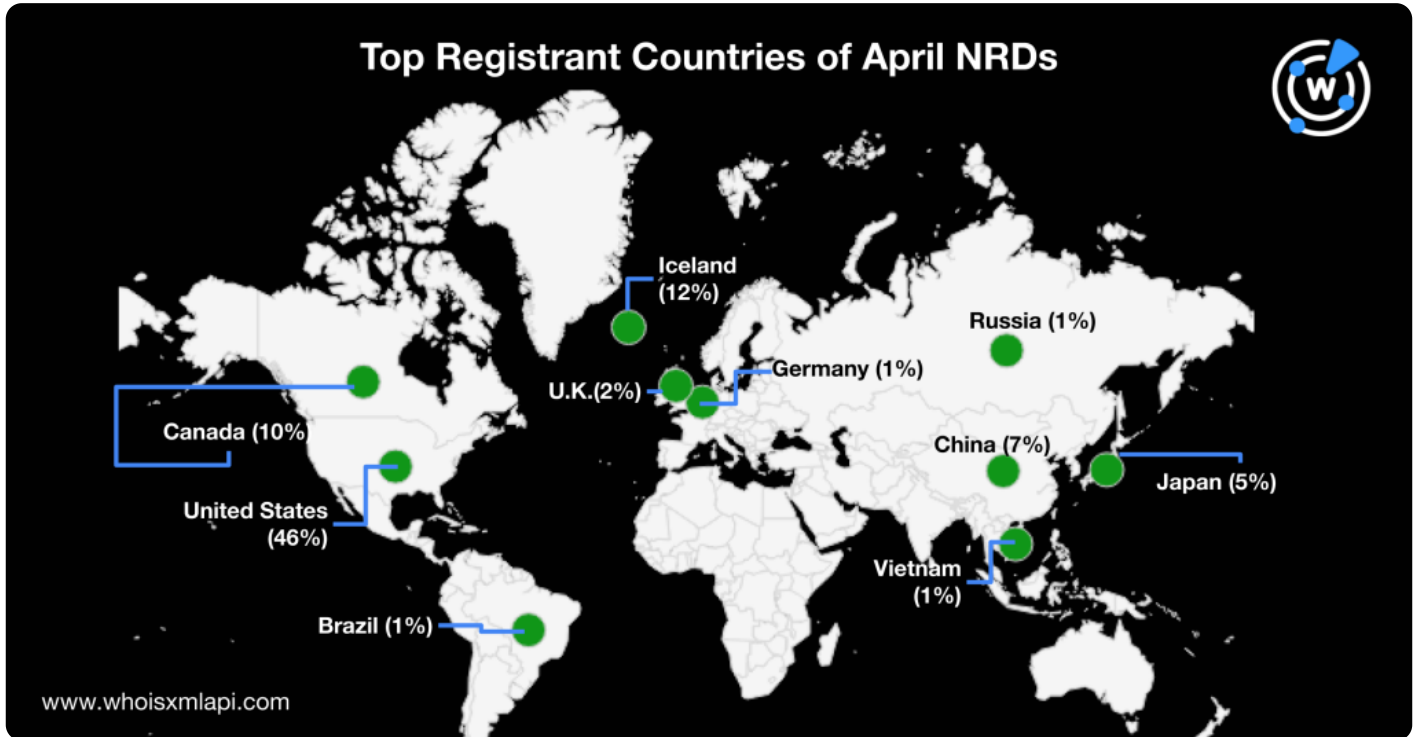 Top Registrant Countries of April NRDs
W
Iceland
(12%)
Russia (1%)
Germany (1%)
U.K.(2%)
Canada (10%)
China (7%)
Japan (5%)
United States
(46%)
Vietnam
(1%)
Brazil (1%)
www.whoisxmlapi.com